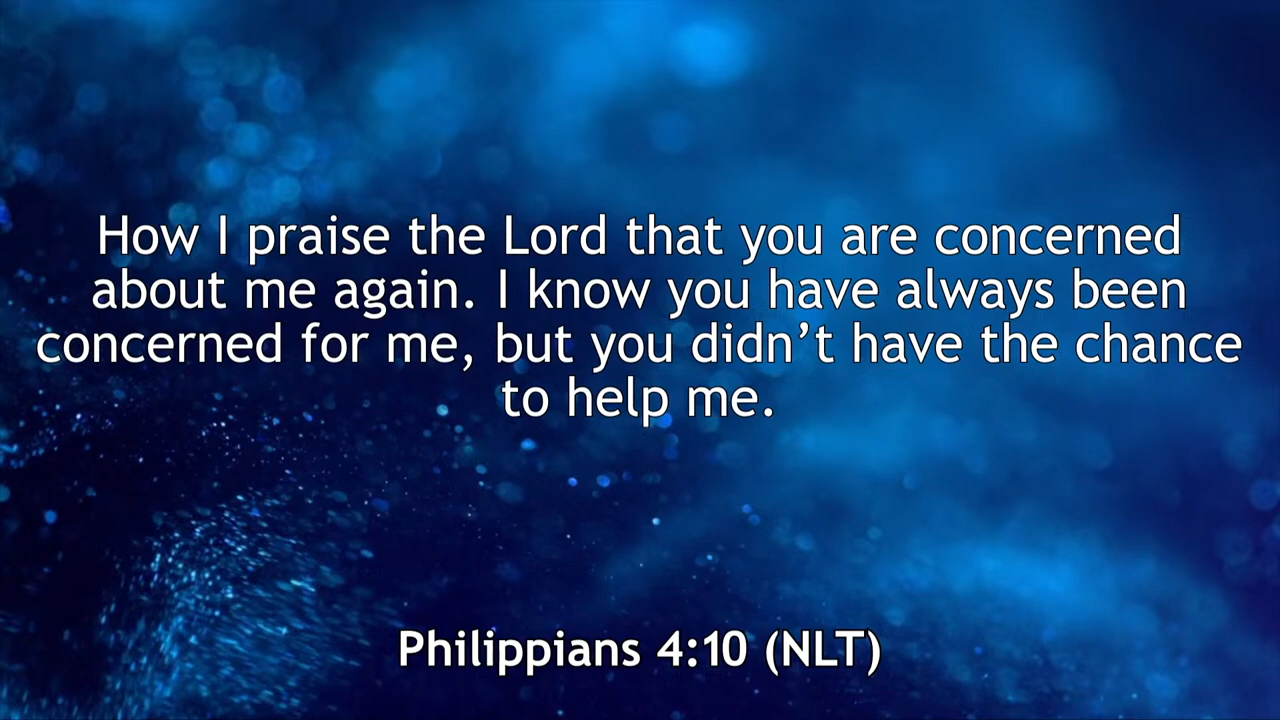 How I praise the Lord that you are concerned
about me again. I know you have always been
concerned for me, but you didn’t have the chance
to help me.
Philippians 4:10 (NLT)